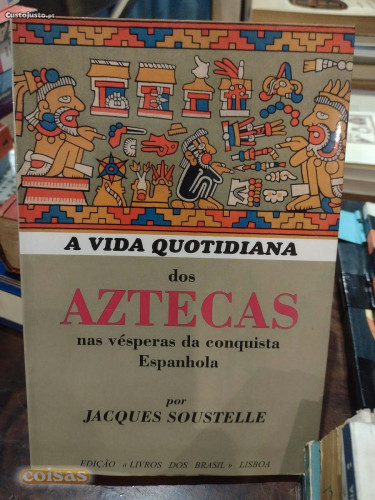 CustoJusto.pt
A VIDA QUOTIDIANA
dos
AZTECAS
nas vésperas da conquista
Espanhola
por
JACQUES SOUSTELLE
EDIÇÃO «LIVROS DO BRASIL» LISBOA
coisas